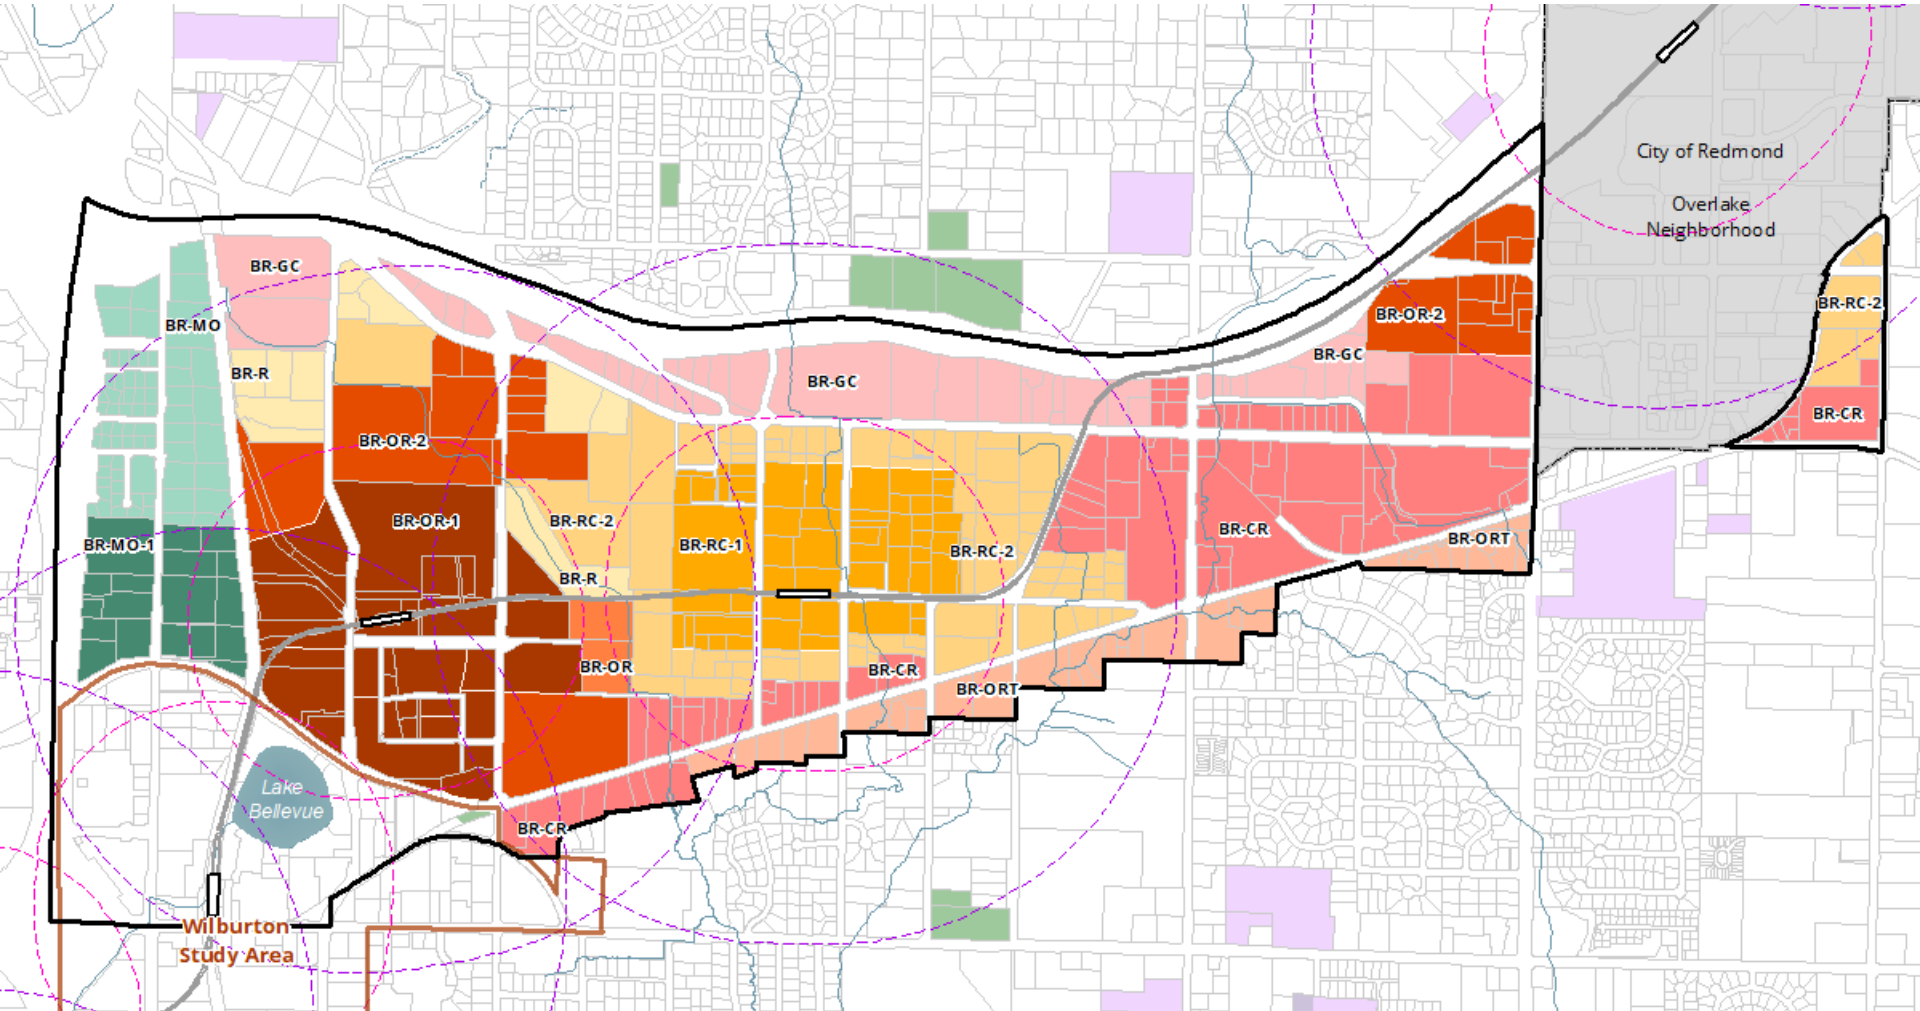 City of Redmond
Overlake
Neighborhood
BR-GC
BR-MO
BR-RC-2
BR-OR-2
BR-GC
BR-R
BR-GC
BR-CR
BR-OR-2
BR-OR-1
BR-RC-2
BR-CR
BR-ORT
BR-MO-1
BR-RC-1
BR-RC-2
BR-R
BR-OR
BR-CR
BR-ORT
Lake
Bellevue
BR-CR
Wilburton
Study Area